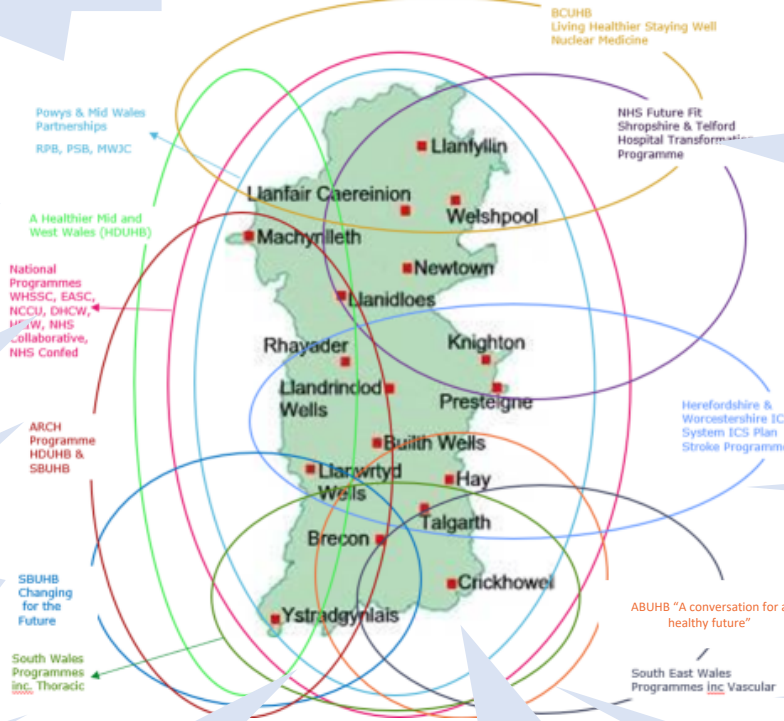 BCUHB
Living Healthier Staying Well
Nuclear Medicine
Powys & Mid Wales
Partnerships
RPB, PSB, MWJC
NHS Future Fit
Shropshire & Telford
Hospital Transformation
Programme
Llanfyllin
Llanfair Caereinion
Welshpool
A Healthier Mid and
West Wales (HDUHB)
Machynlleth
National
Programmes
WHSSC, EASC,
NCCU, DHCW,
NHS
Collaborative,
NHS Confed
Newtown
Llanidloes
Rhayader
Knighton
Llandrindod
Wells
Presteigne
Herefordshire &
Worcestershire
System ICS Plan
Stroke Programme
ARCH
Programme
HDUHB &
SBUHB
Builth Wells
Llanwrtyd
Wells
Hay
Talgarth
Brecon
SBUHB
Changing
for the
Future
Crickhowel
ABUHB "A conversation for a
healthy future"
Ystradgynlais
South Wales
Programmes
inc. Thoracic
South East Wales
Programmes inc Vascular